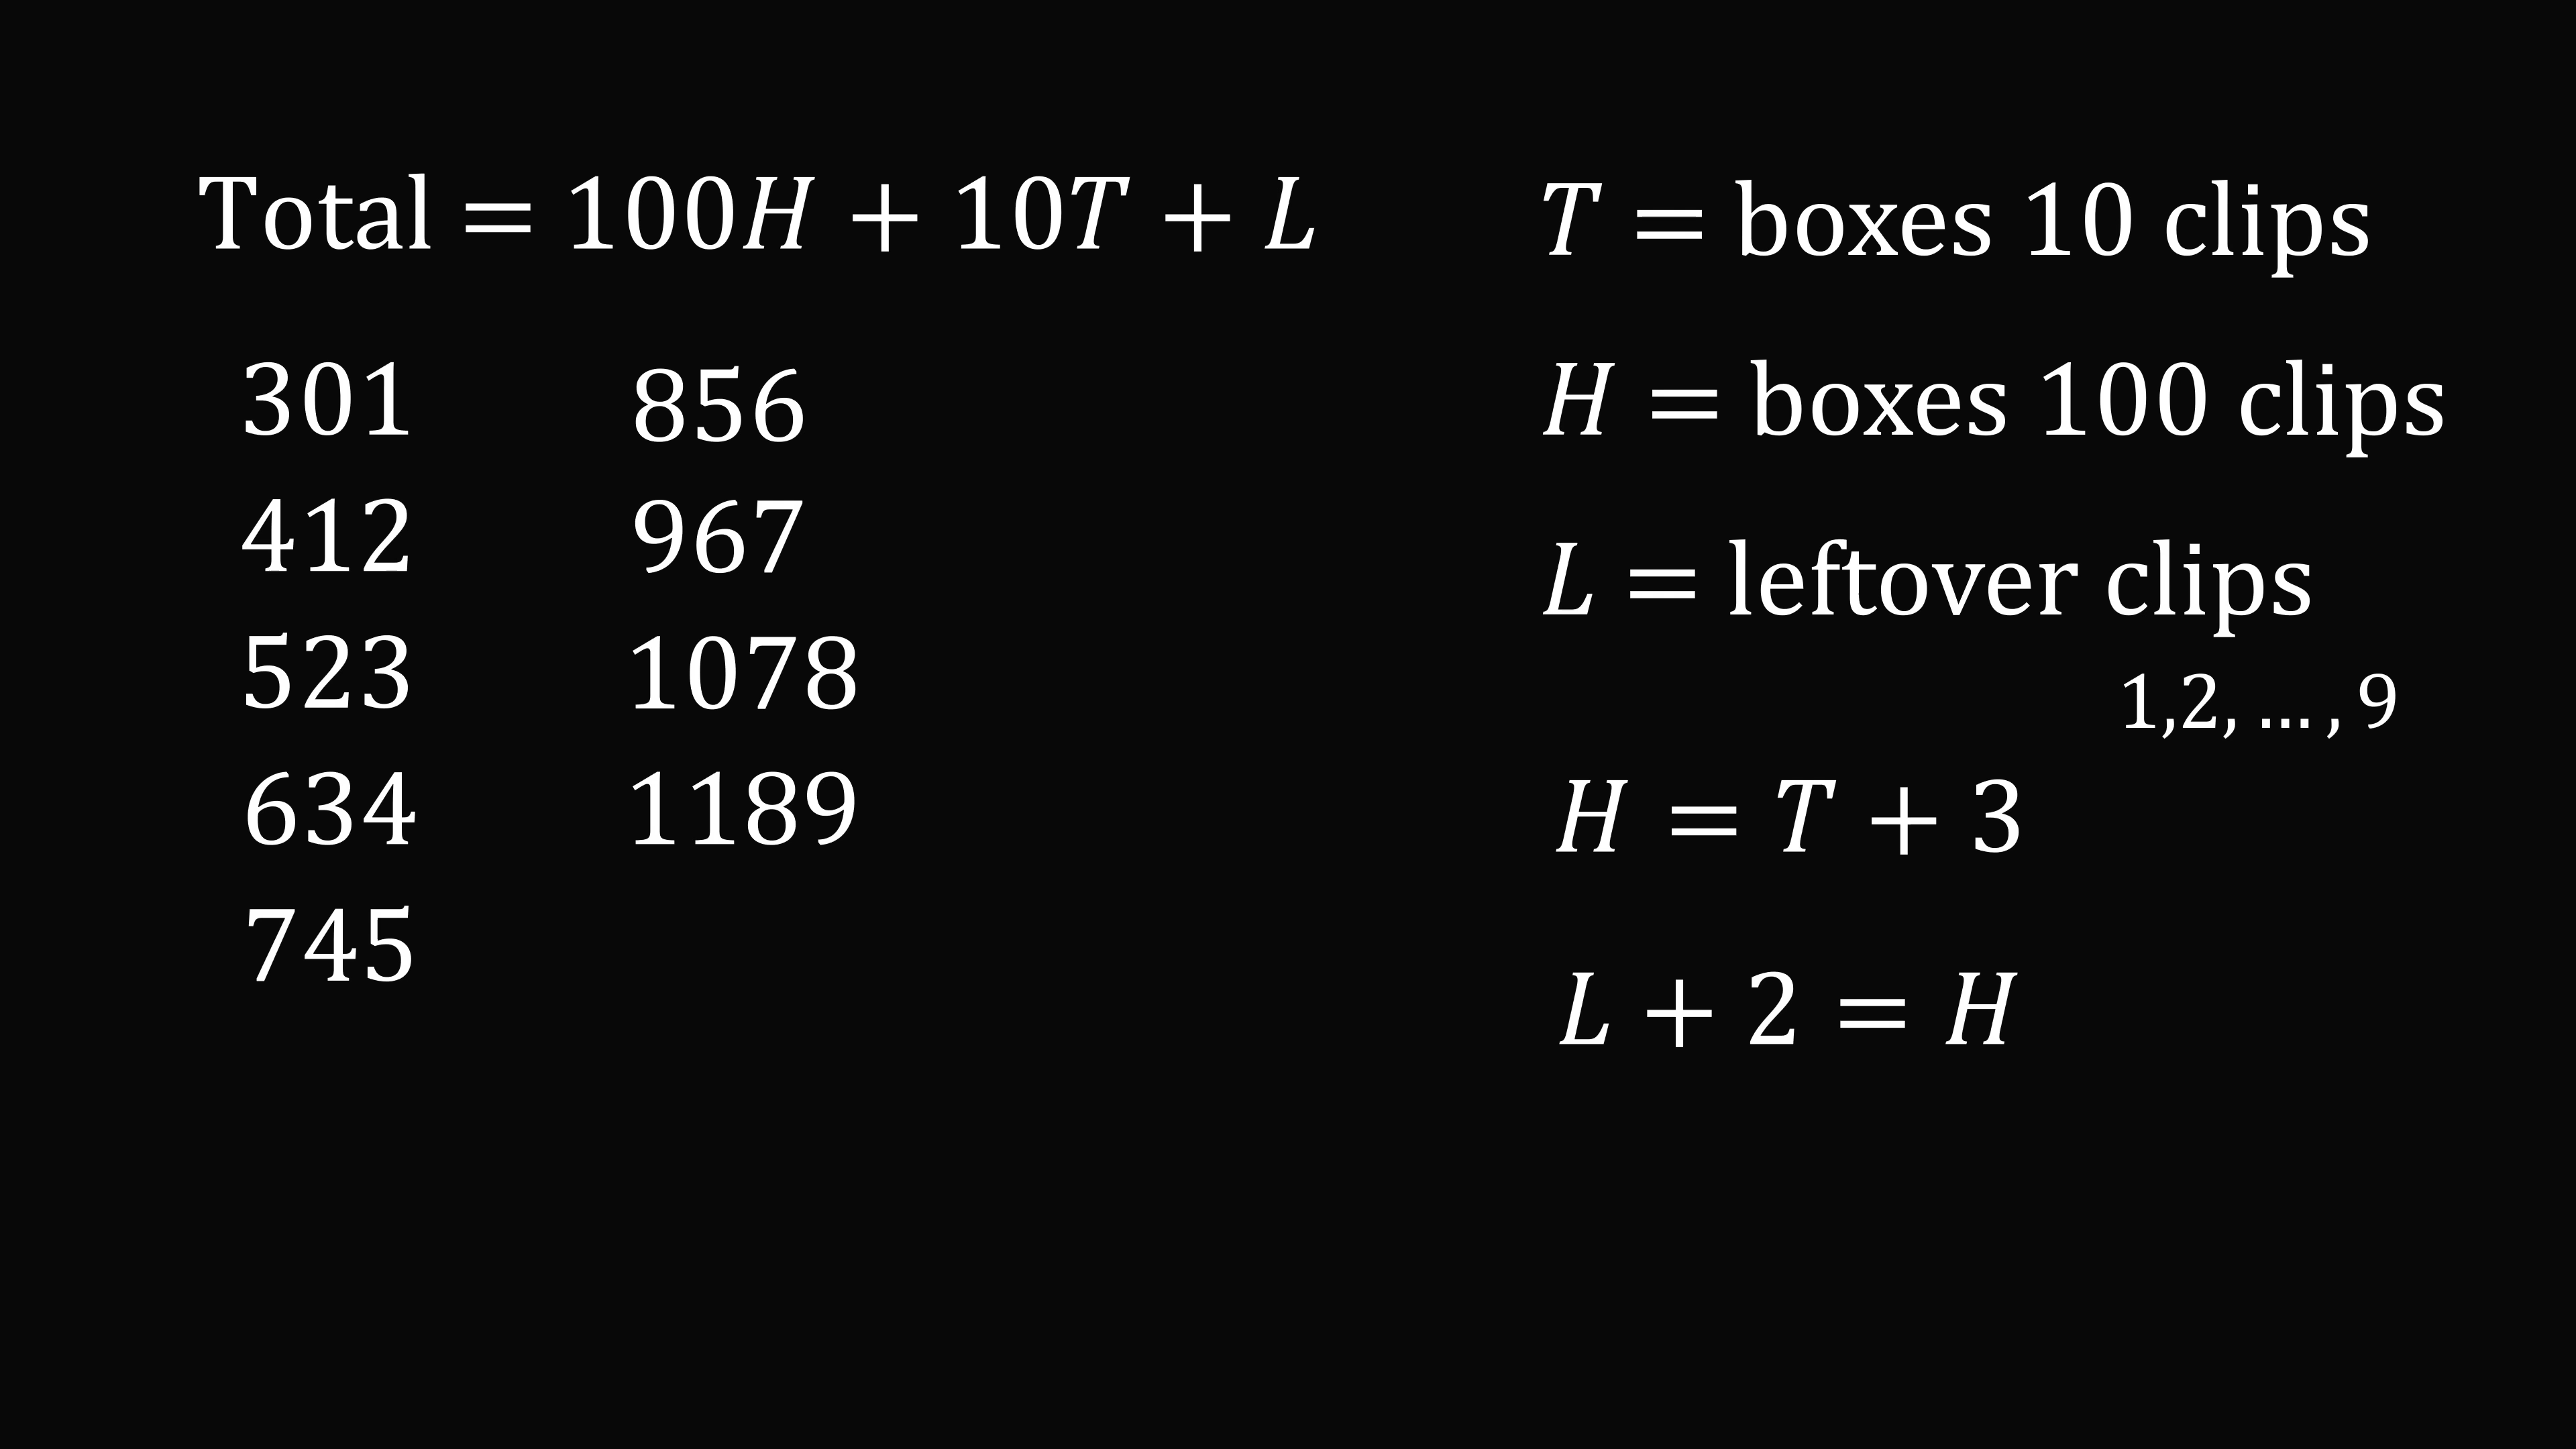 Total = 100H + 10T + L
301
412
523
634
745
856
967
1078
1189
T = boxes 10 clips
H = boxes 100 clips
L = leftover clips
1,2, ... , 9
H = T + 3
L + 2 = H